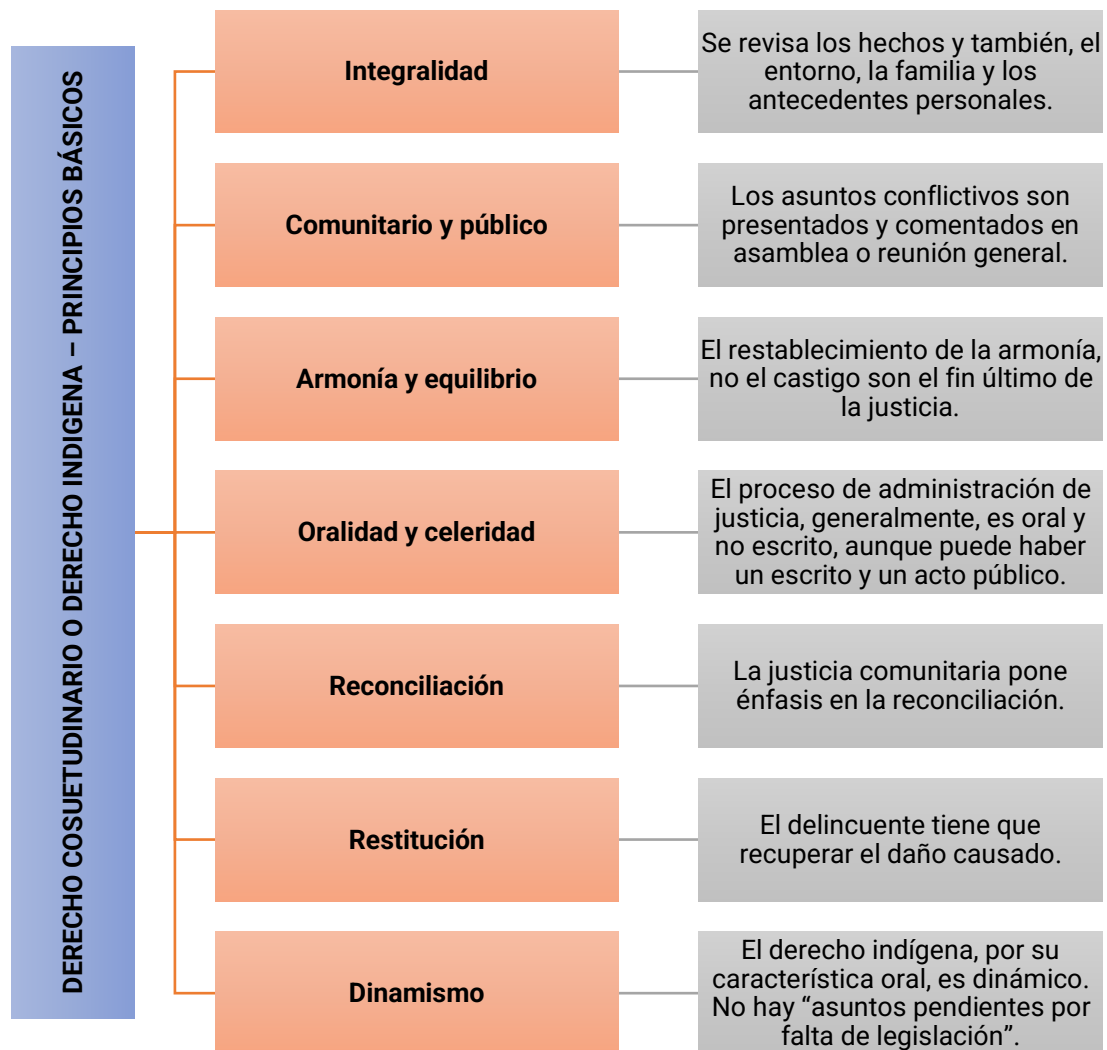 DERECHO COSUETUDINARIO O DERECHO INDIGENA – PRINCIPIOS BÁSICOS
Integralidad
Se revisa los hechos y también, el
entorno, la familia y los
antecedentes personales.
Comunitario y público
Los asuntos conflictivos son
presentados y comentados en
asamblea o reunión general.
Armonía y equilibrio
El restablecimiento de la armonía,
no el castigo son el fin último de
la justicia.
Oralidad y celeridad
El proceso de administración de
justicia, generalmente, es oral y
no escrito, aunque puede haber
un escrito y un acto público.
Reconciliación
La justicia comunitaria pone
énfasis en la reconciliación.
Restitución
El delincuente tiene que
recuperar el daño causado.
Dinamismo
El derecho indígena, por su
característica oral, es dinámico.
No hay “asuntos pendientes por
falta de legislación”.